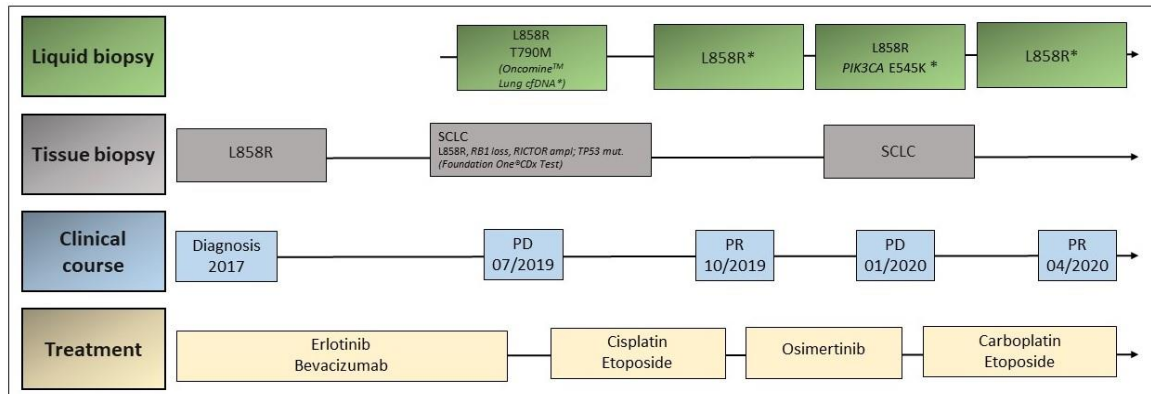 Liquid biopsy
L858R
T790M
(Oncomine™
Lung cfDNA*)
L858R*
L858R
PIK3CA E545K *
L858R*
Tissue biopsy
L858R
SCLC
L858R, RB1 loss, RICTOR ampl; TP53 mut.
(Foundation One®CDx Test)
SCLC
Clinical
course
Diagnosis
2017
PD
07/2019
PR
10/2019
PD
01/2020
PR
04/2020
Treatment
Erlotinib
Bevacizumab
Cisplatin
Etoposide
Osimertinib
Carboplatin
Etoposide